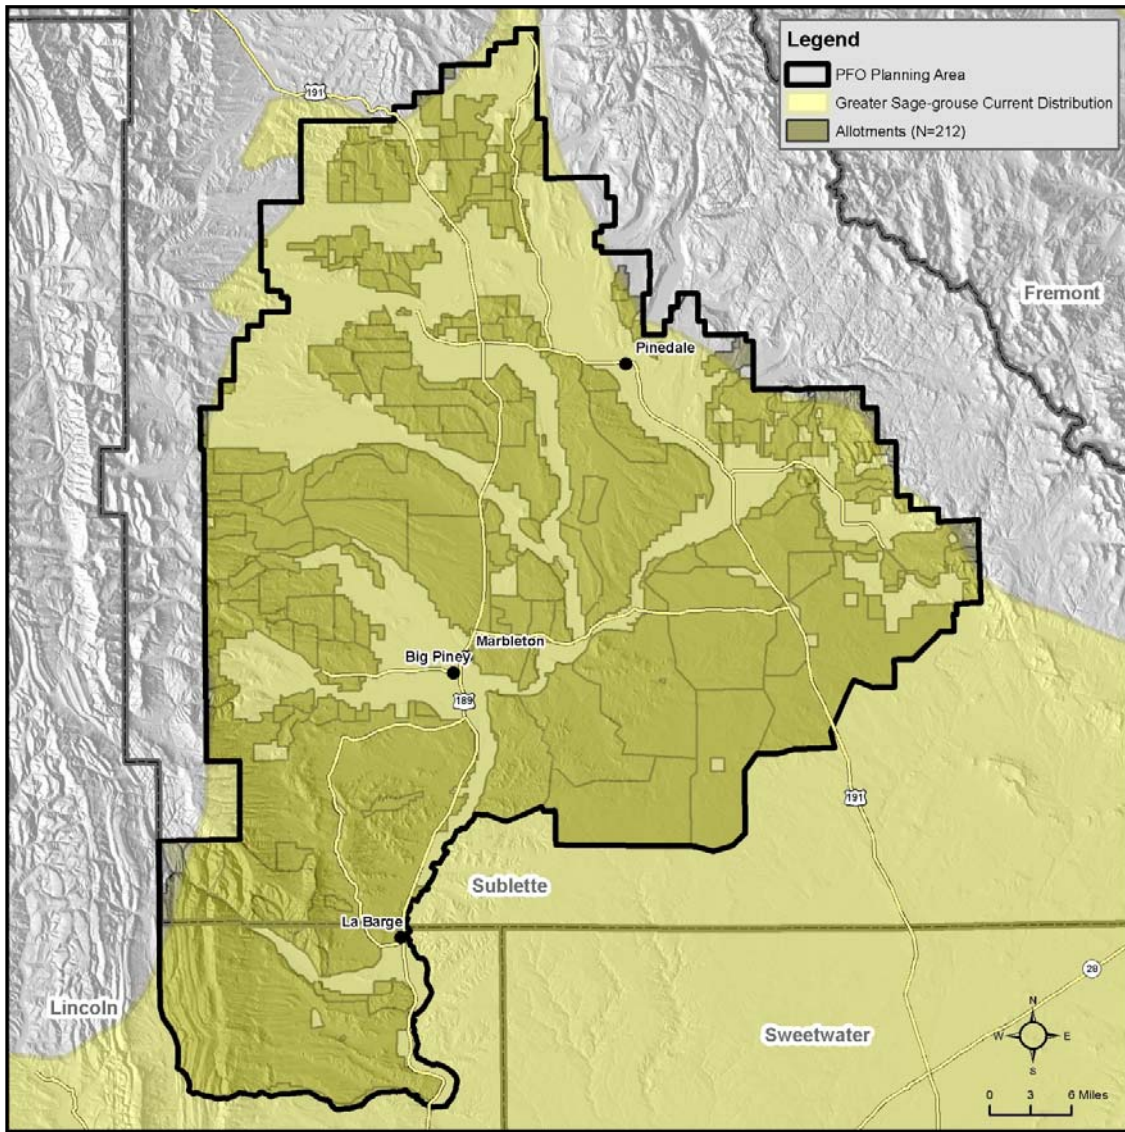 Legend
PFO Planning Area
Greater Sage-grouse Current Distribution
Allotments (N=212)
191
Fremont
Pinedale
Marbleton
Big Piney
189
191
Sublette
La Barge
28
Lincoln
Sweetwater
N
W E
S
0 3 6 Miles